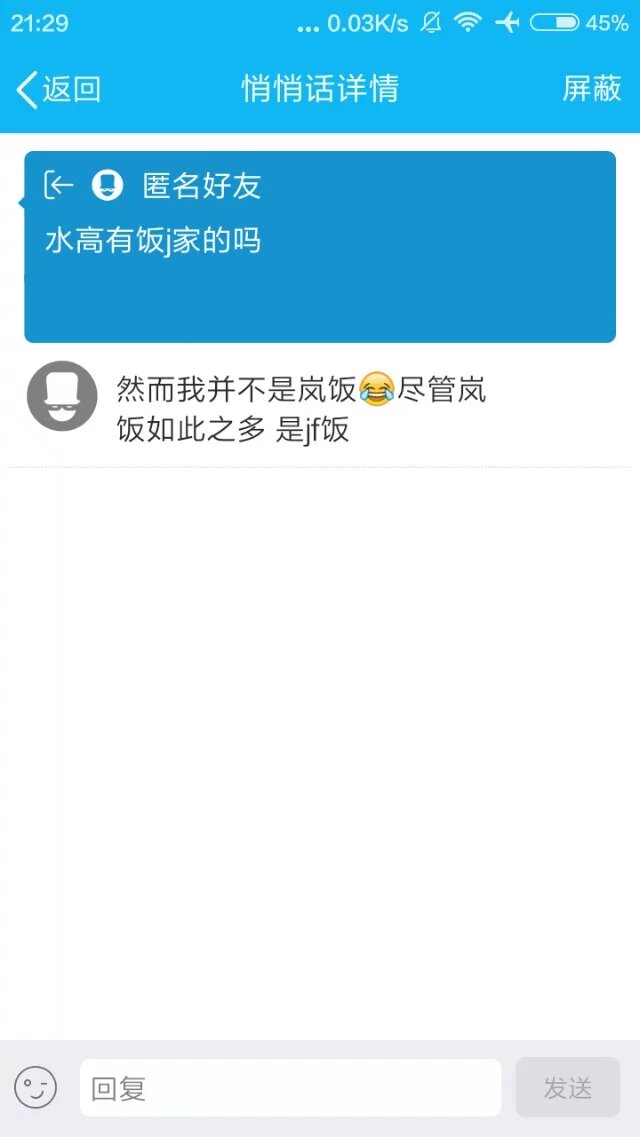 21:29 ... 0.03K/s 45%
返回 悄悄话详情 屏蔽
匿名好友
水高有饭j家的吗
然而我并不是岚饭😂尽管岚
饭如此之多 是jf饭
回复 发送